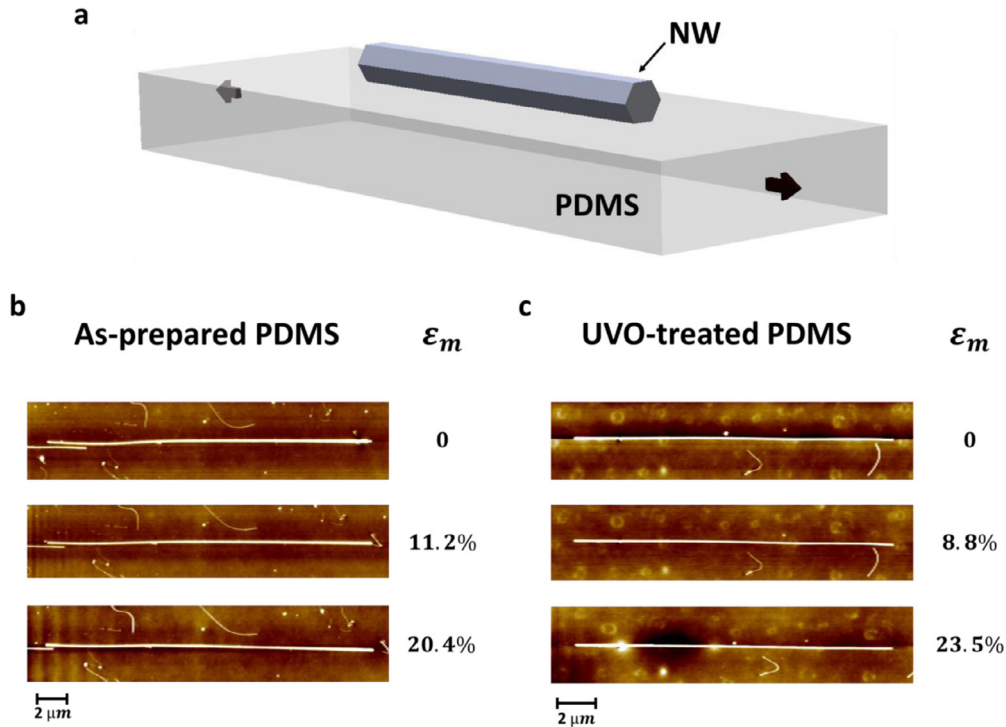 a
NW
PDMS
b
As-prepared PDMS
εₘ
0
11.2%
20.4%
2 μm
c
UVO-treated PDMS
εₘ
0
8.8%
23.5%
2 μm